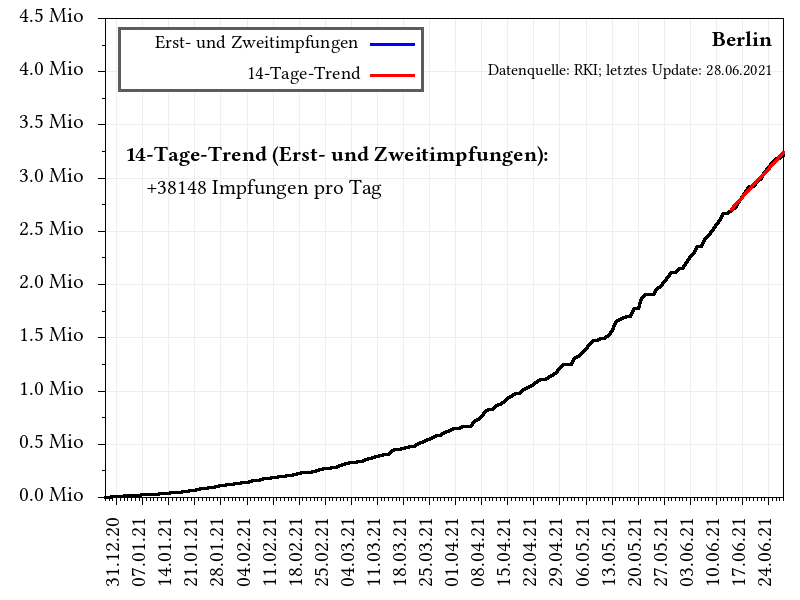 4.5 Mio
4.0 Mio
3.5 Mio
3.0 Mio
2.5 Mio
2.0 Mio
1.5 Mio
1.0 Mio
0.5 Mio
0.0 Mio
Erst- und Zweitimpfungen
14-Tage-Trend
Berlin
Datenquelle: RKI; letztes Update: 28.06.2021
14-Tage-Trend (Erst- und Zweitimpfungen):
+38148 Impfungen pro Tag
31.12.20
07.01.21
14.01.21
21.01.21
28.01.21
04.02.21
11.02.21
18.02.21
25.02.21
04.03.21
11.03.21
18.03.21
25.03.21
01.04.21
08.04.21
15.04.21
22.04.21
29.04.21
06.05.21
13.05.21
20.05.21
27.05.21
03.06.21
10.06.21
17.06.21
24.06.21